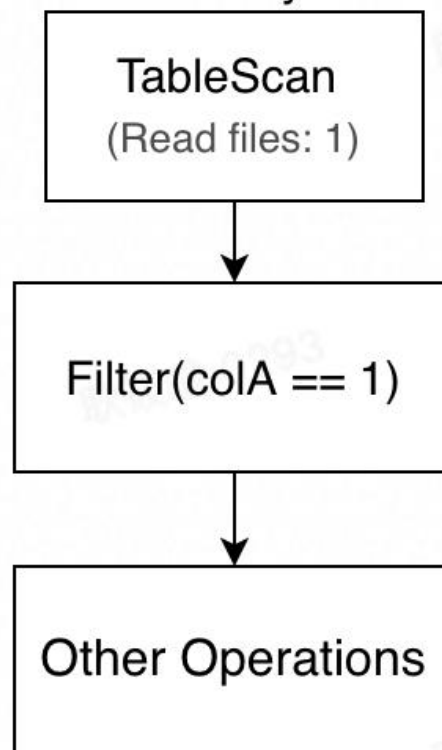 TableScan
(Read files: 1)
Filter(colA == 1)
Other Operations